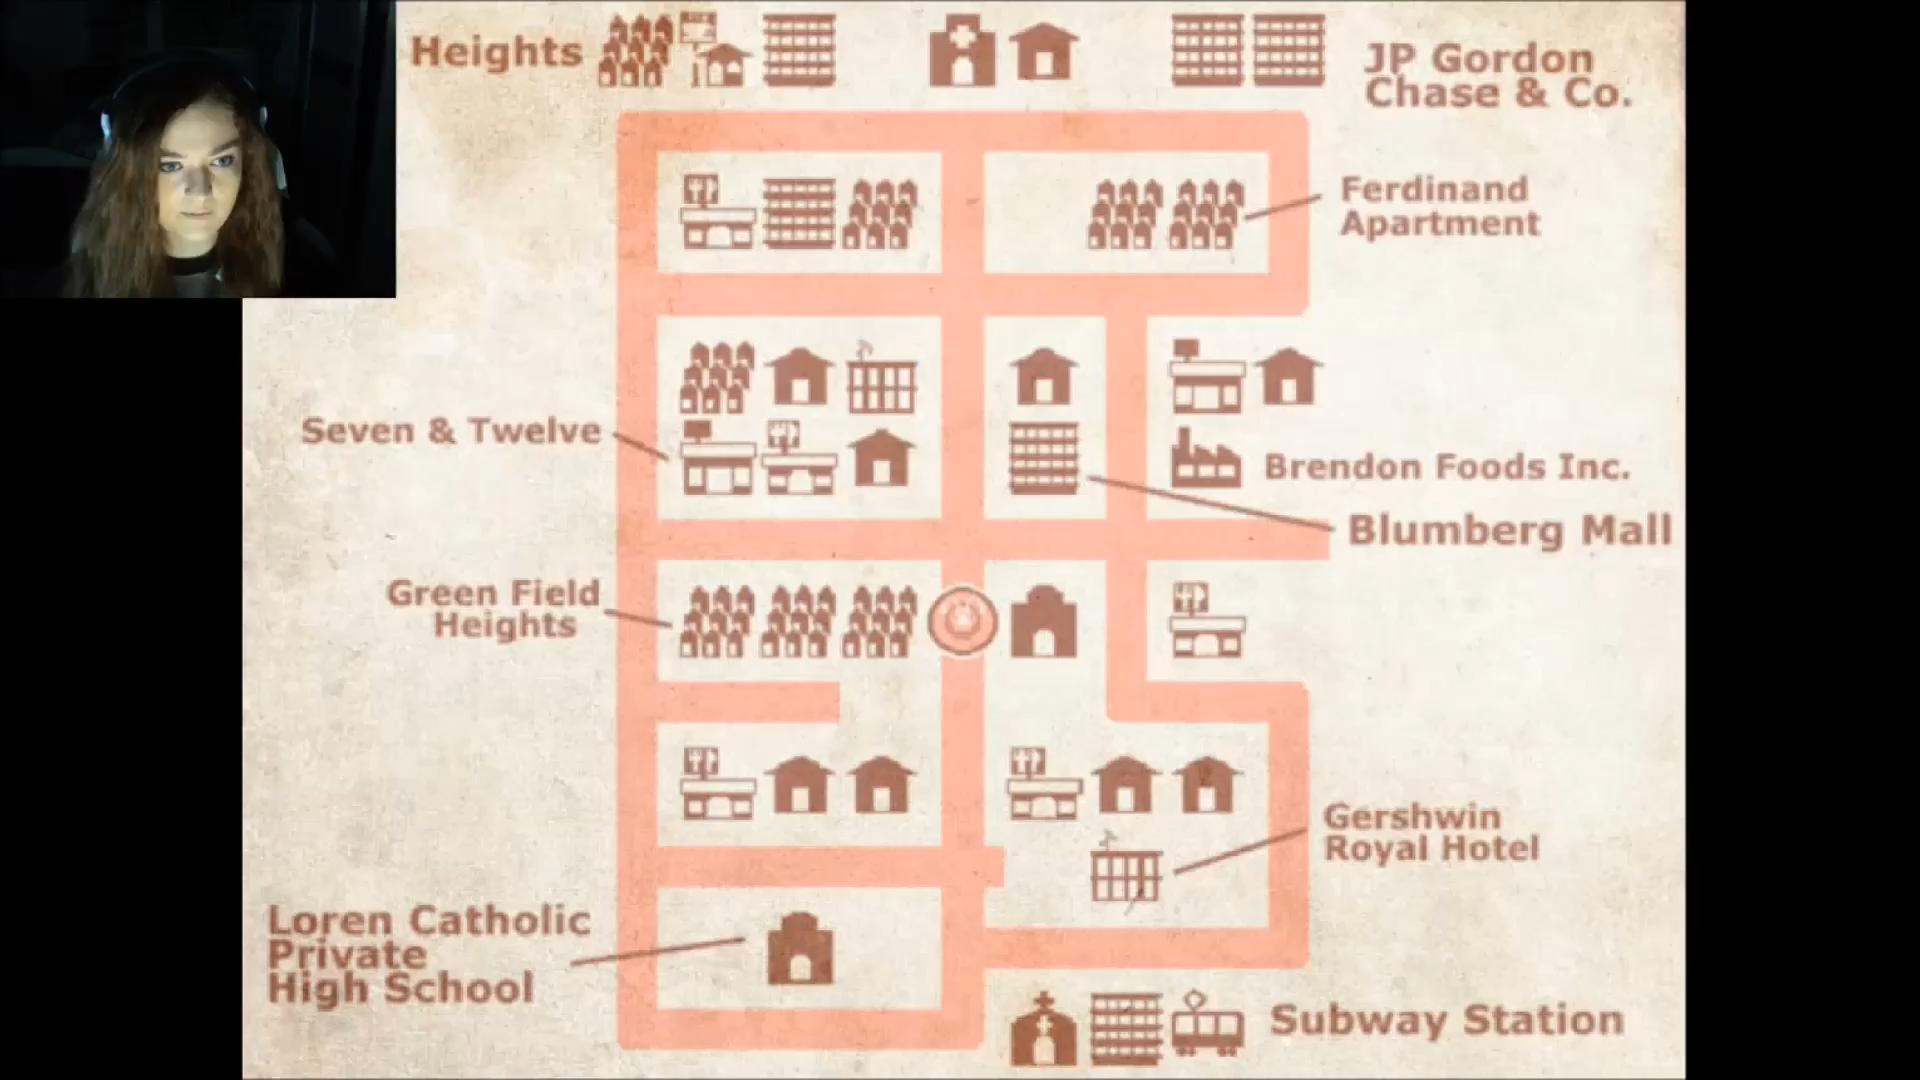 Heights
JP Gordon
Chase & Co.
Ferdinand
Apartment
Seven & Twelve
Brendon Foods Inc.
Blumberg Mall
Green Field
Heights
Gershwin
Royal Hotel
Loren Catholic
Private
High School
Subway Station